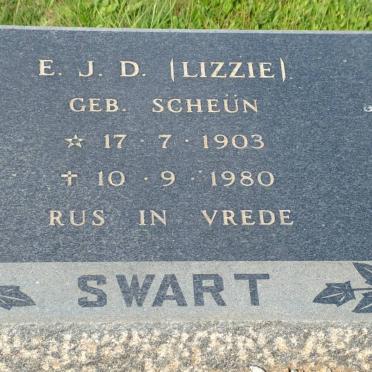 E. J. D. (LIZZIE)
GEB. SCHEÜN
☆ 17 · 7 · 1903
✝ 10 · 9 · 1980
RUS IN VREDE
SWART